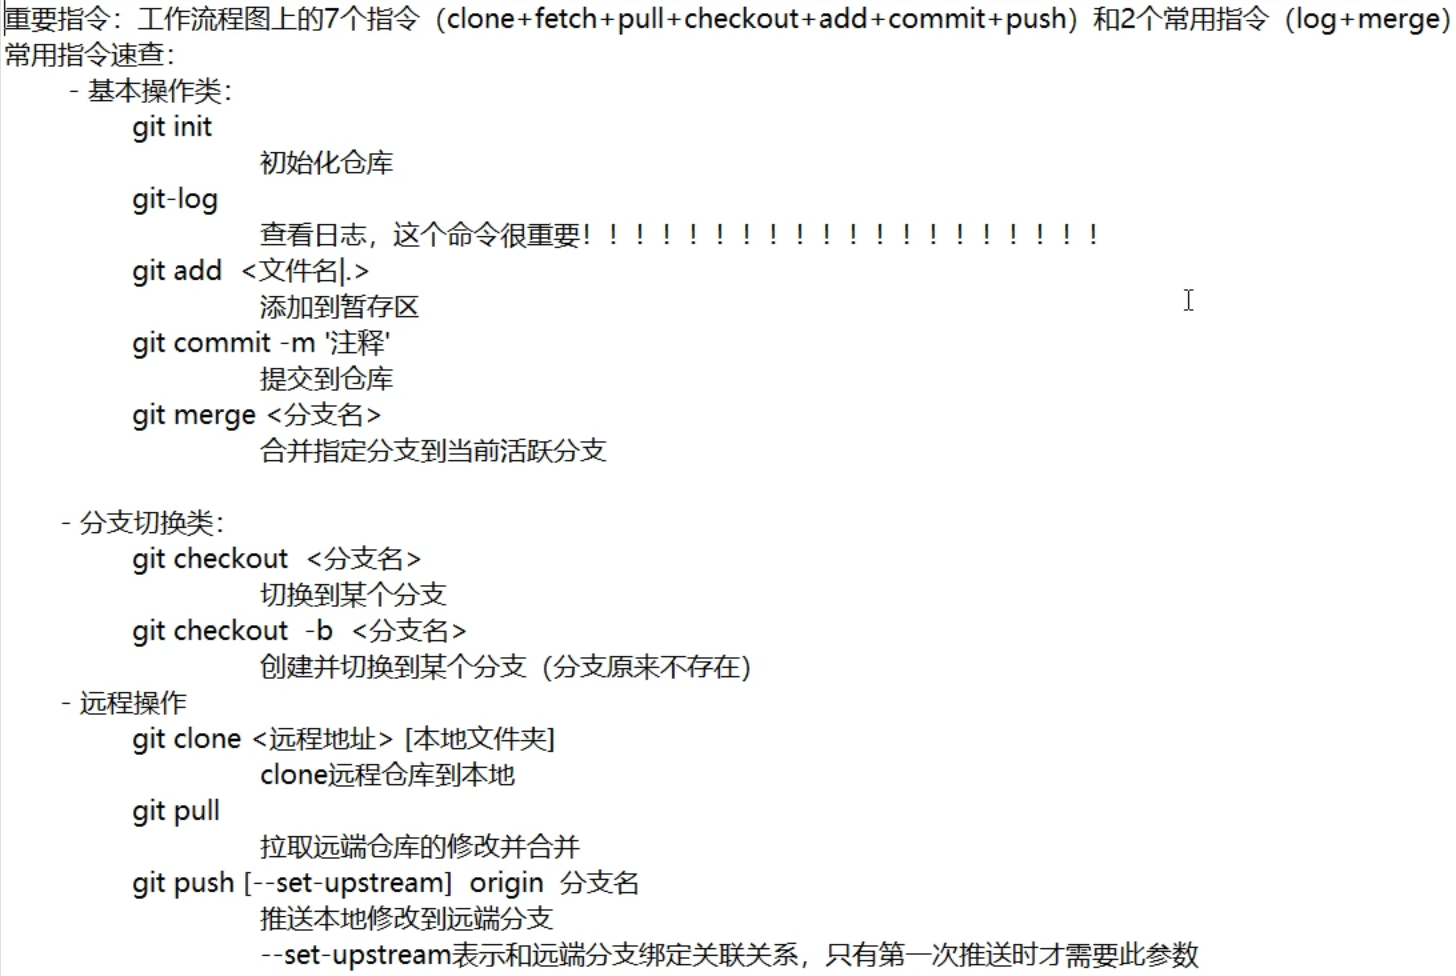 重要指令：工作流程图上的7个指令（clone+fetch+pull+checkout+add+commit+push）和2个常用指令（log+merge）
常用指令速查：
- 基本操作类：
git init
初始化仓库
git-log
查看日志，这个命令很重要！！！！！！！！！！！！！！！！！！！！
git add <文件名|.>
添加到暂存区
git commit -m '注释'
提交到仓库
git merge <分支名>
合并指定分支到当前活跃分支
- 分支切换类：
git checkout <分支名>
切换到某个分支
git checkout -b <分支名>
创建并切换到某个分支（分支原来不存在）
- 远程操作
git clone <远程地址> [本地文件夹]
clone远程仓库到本地
git pull
拉取远端仓库的修改并合并
git push [--set-upstream] origin 分支名
推送本地修改到远端分支
--set-upstream表示和远端分支绑定关联关系，只有第一次推送时才需要此参数